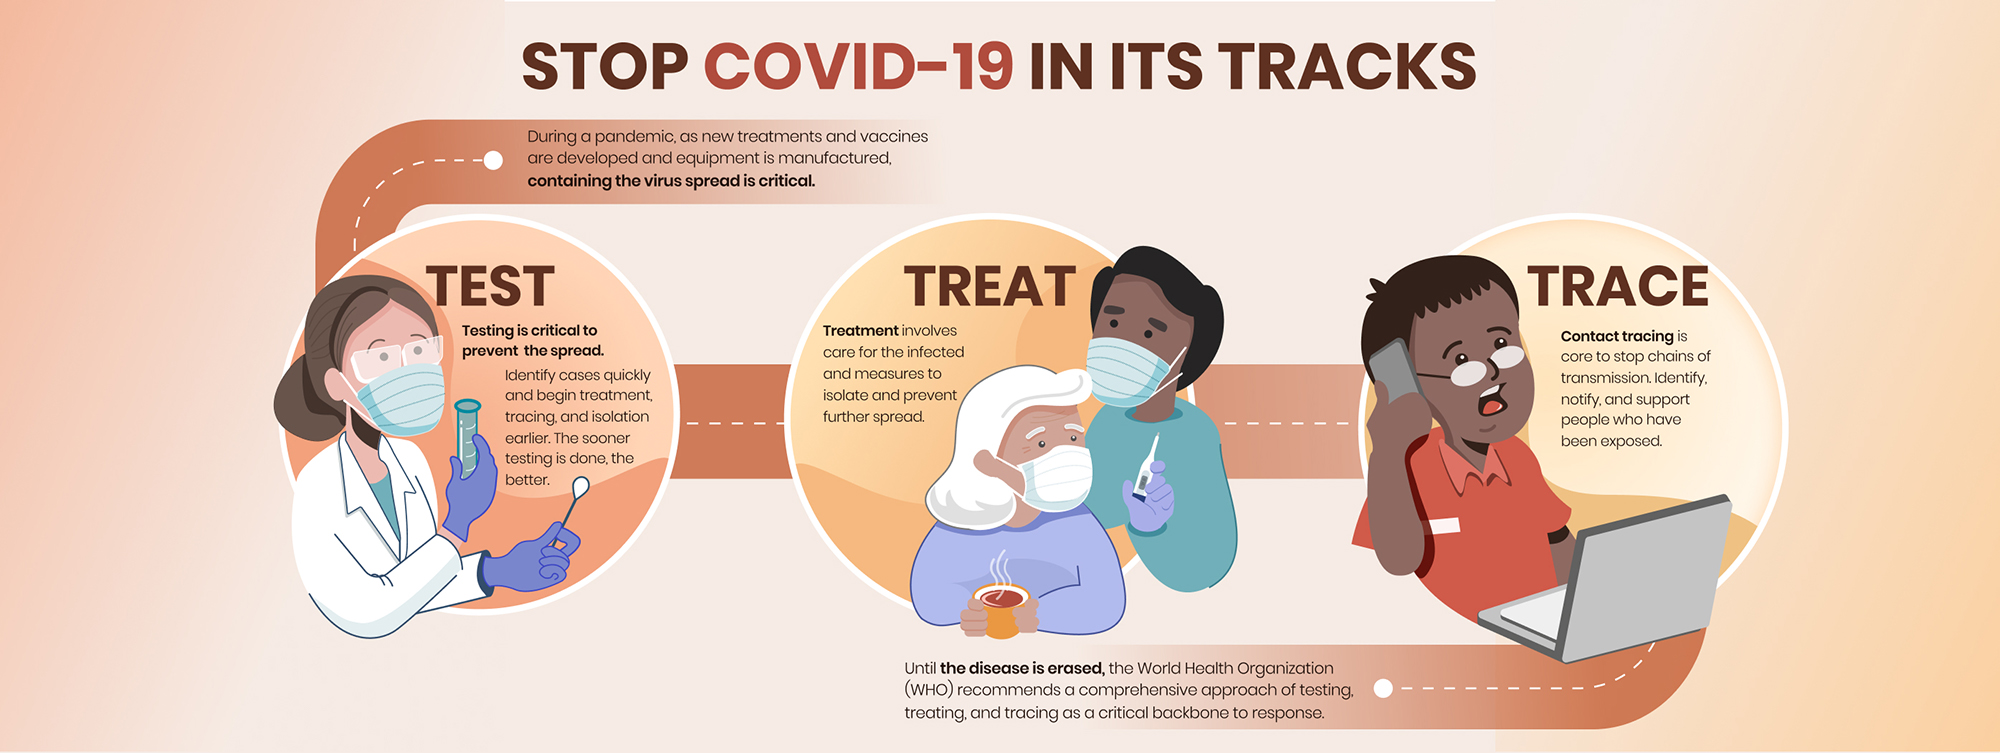 STOP COVID-19 IN ITS TRACKS
During a pandemic, as new treatments and vaccines
are developed and equipment is manufactured,
containing the virus spread is critical.
TEST
Testing is critical to
prevent the spread.
Identify cases quickly
and begin treatment,
tracing, and isolation
earlier. The sooner
testing is done, the
better.
TREAT
Treatment involves
care for the infected
and measures to
isolate and prevent
further spread.
TRACE
Contact tracing is
core to stop chains of
transmission. Identify,
notify, and support
people who have
been exposed.
Until the disease is erased, the World Health Organization
(WHO) recommends a comprehensive approach of testing,
treating, and tracing as a critical backbone to response.